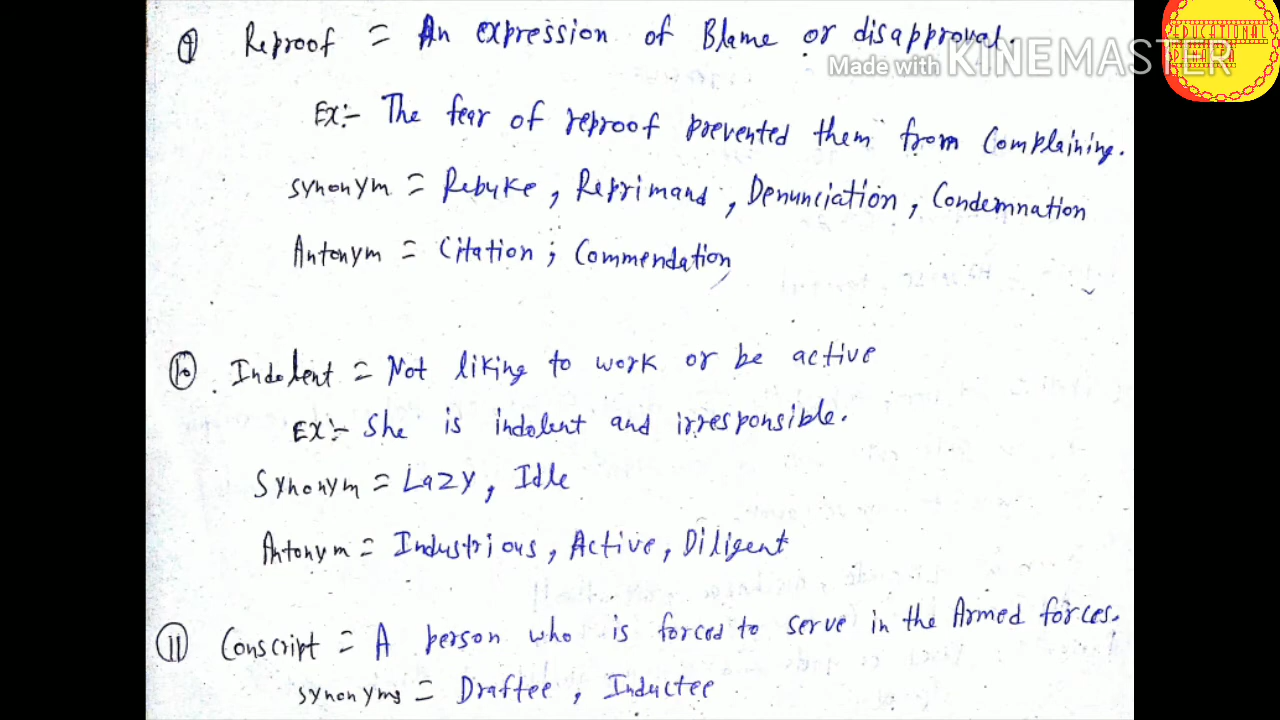 9 Reproof = An expression of Blame or disapproval.
Made with KINEMASTER
EDUCATIONAL
Ex:- The fear of reproof prevented them from Complaining.
Synonym = Rebuke, Reprimand, Denunciation, Condemnation
Antonym = Citation; Commendation
10. Indolent = Not liking to work or be active
Ex:- She is indolent and irresponsible.
Synonym = Lazy, Idle
Antonym = Industrious, Active, Diligent
11 Conscript = A person who is forced to serve in the Armed forces.
Synonyms = Draftee, Inductee